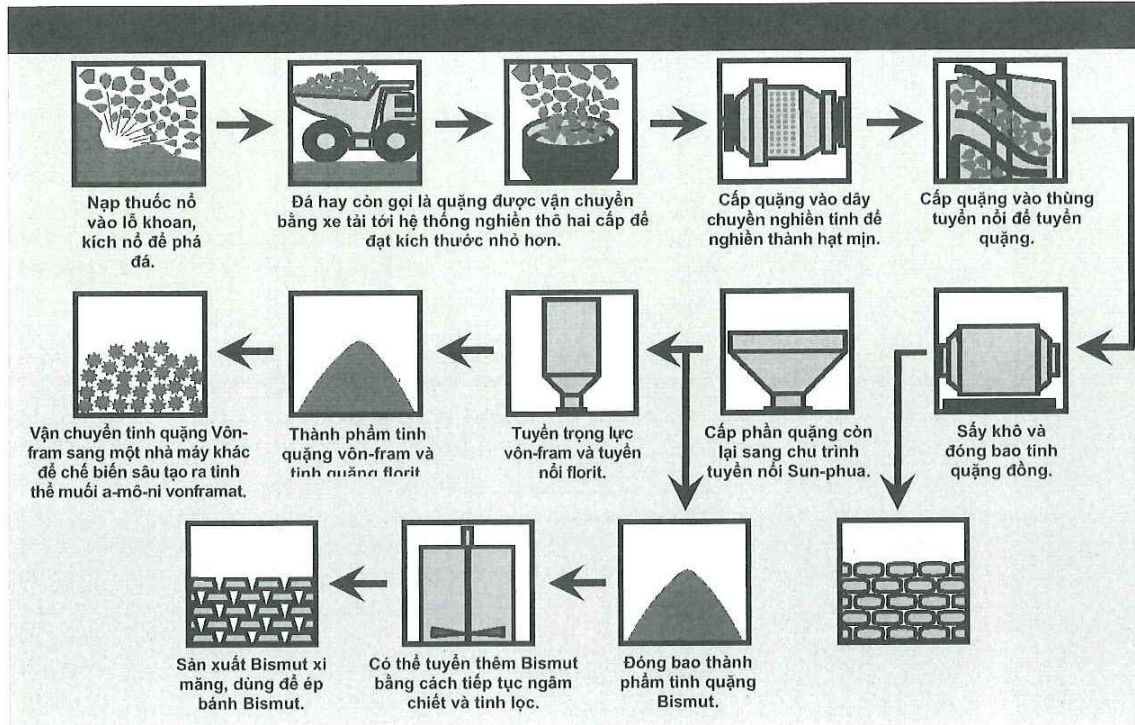 Nạp thuốc nổ
vào lỗ khoan,
kích nổ để phá
đá.
Đá hay còn gọi là quặng được vận chuyển
bằng xe tải tới hệ thống nghiền thô hai cấp để
đạt kích thước nhỏ hơn.
Cấp quặng vào dây
chuyền nghiền tinh để
nghiền thành hạt mịn.
Cấp quặng vào thùng
tuyển nổi để tuyển
quặng.
Vận chuyển tinh quặng Vôn-
fram sang một nhà máy khác
để chế biến sâu tạo ra tinh
thể muối a-mô-ni vonframat.
Thành phẩm tinh
quặng vôn-fram và
tinh quặng florit
Tuyển trọng lực
vôn-fram và tuyển
nổi florit.
Cấp phần quặng còn
lại sang chu trình
tuyển nổi Sun-phua.
Sấy khô và
đóng bao tinh
quặng đồng.
Sản xuất Bismut xi
măng, dùng để ép
bánh Bismut.
Có thể tuyển thêm Bismut
bằng cách tiếp tục ngâm
chiết và tinh lọc.
Đóng bao thành
phẩm tinh quặng
Bismut.